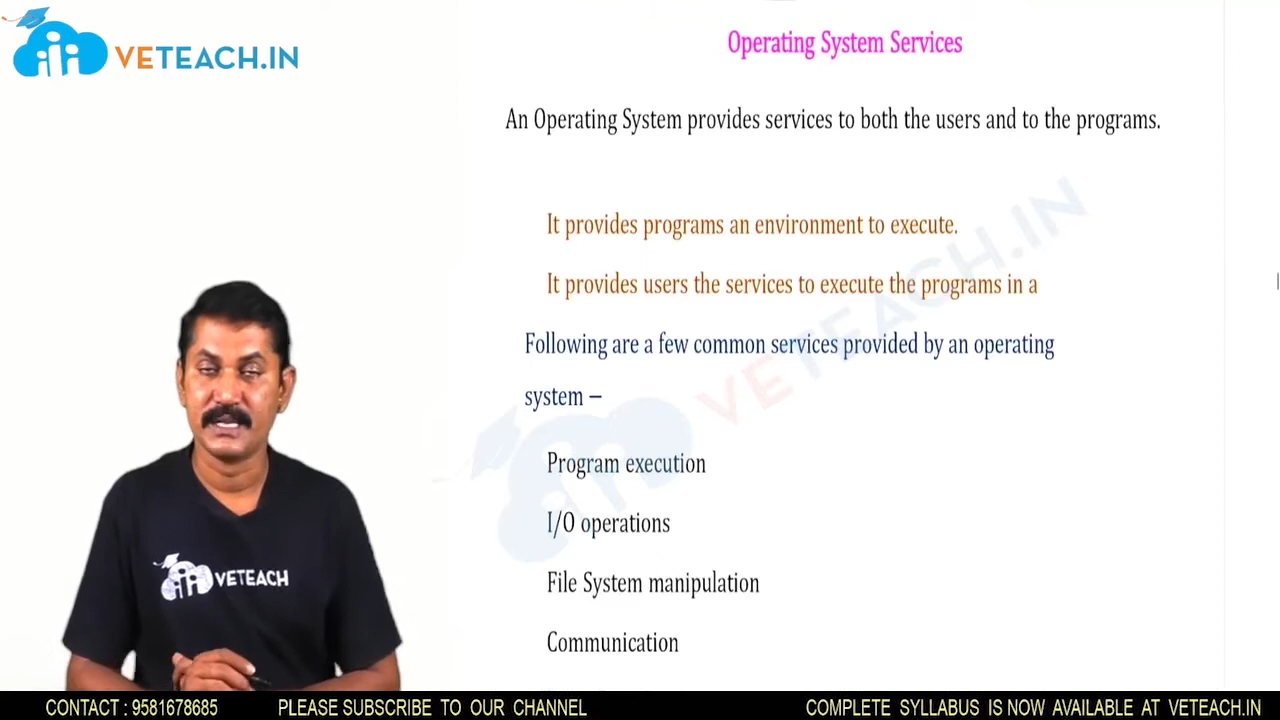 VETEACH.IN
Operating System Services
An Operating System provides services to both the users and to the programs.
It provides programs an environment to execute.
It provides users the services to execute the programs in a
Following are a few common services provided by an operating
system –
Program execution
I/O operations
File System manipulation
Communication
VETEACH.IN
VETEACH
CONTACT : 9581678685 PLEASE SUBSCRIBE TO OUR CHANNEL COMPLETE SYLLABUS IS NOW AVAILABLE AT VETEACH.IN